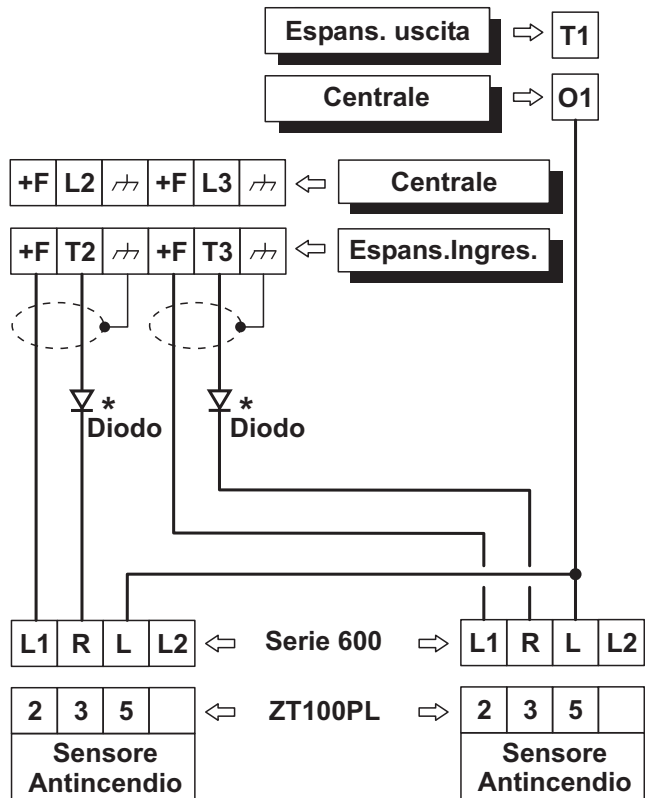 Espans. uscita T1
Centrale O1
+F L2 +F L3 Centrale
+F T2 +F T3 Espans.Ingres.
* *
Diodo Diodo
L1 R L L2 Serie 600 L1 R L L2
2 3 5 ZT100PL 2 3 5
Sensore Sensore
Antincendio Antincendio